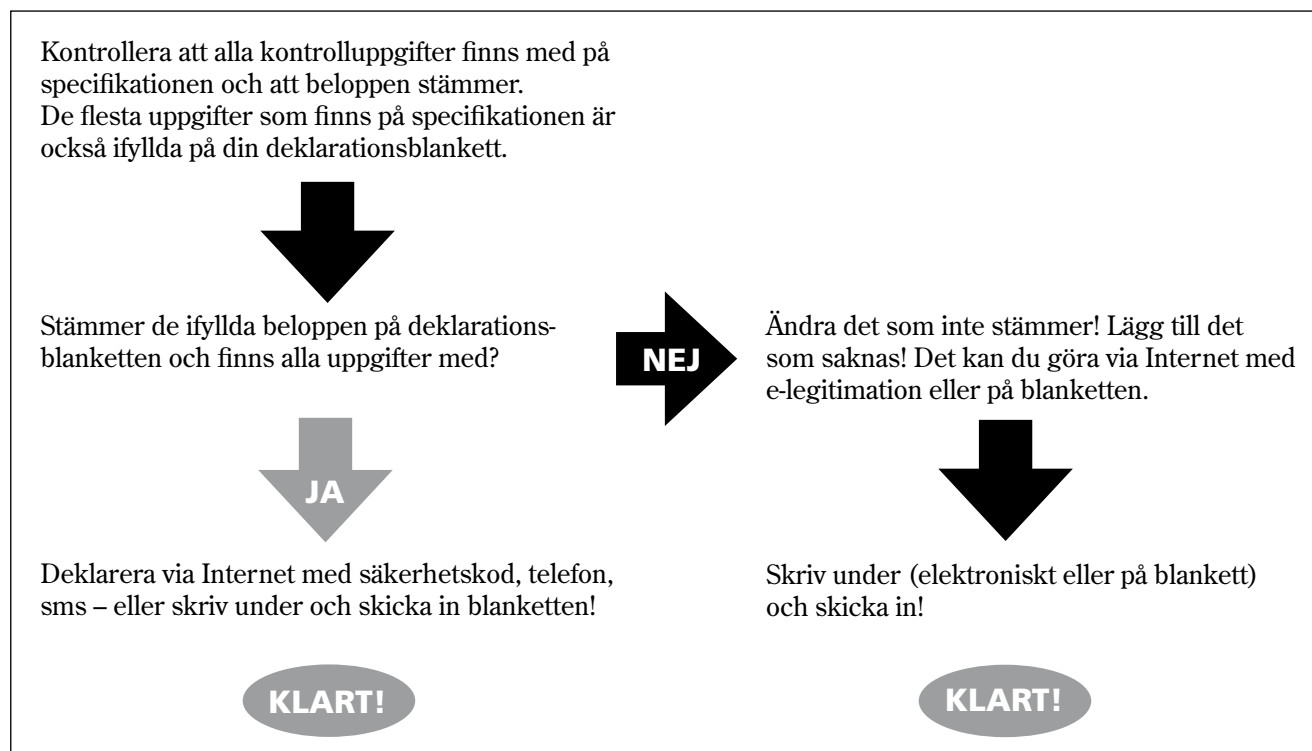 Kontrollera att alla kontrolluppgifter finns med på
specifikationen och att beloppen stämmer.
De flesta uppgifter som finns på specifikationen är
också ifyllda på din deklarationsblankett.
Stämmer de ifyllda beloppen på deklarations-
blanketten och finns alla uppgifter med?
NEJ
Ändra det som inte stämmer! Lägg till det
som saknas! Det kan du göra via Internet med
e-legitimation eller på blanketten.
JA
Deklarera via Internet med säkerhetskod, telefon,
sms – eller skriv under och skicka in blanketten!
Skriv under (elektroniskt eller på blankett)
och skicka in!
KLART!
KLART!